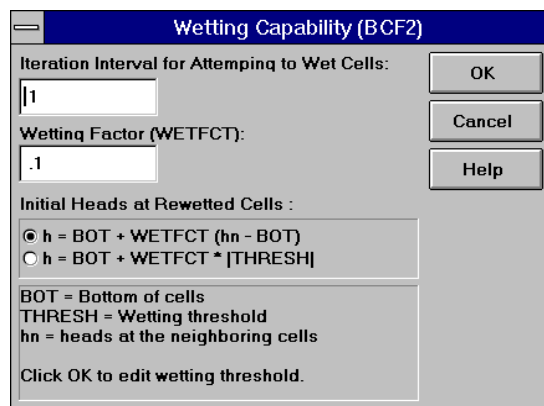 Wetting Capability (BCF2)
Iteration Interval for Attemping to Wet Cells:
1
Wetting Factor (WETFCT):
.1
Initial Heads at Rewetted Cells :
h = BOT + WETFCT (hn - BOT)
h = BOT + WETFCT * |THRESH|
BOT = Bottom of cells
THRESH = Wetting threshold
hn = heads at the neighboring cells
Click OK to edit wetting threshold.
OK
Cancel
Help